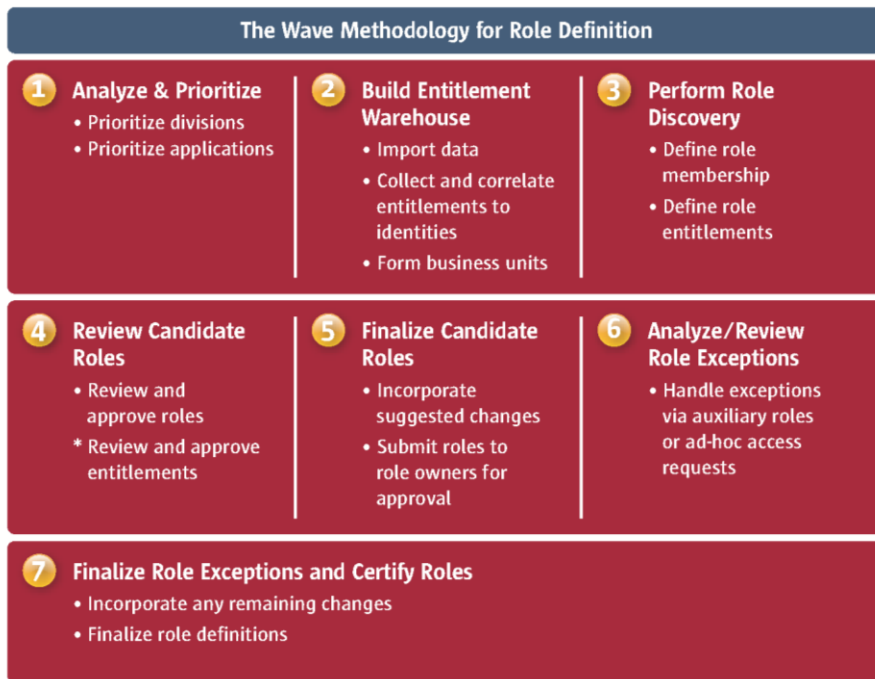 The Wave Methodology for Role Definition
1 Analyze & Prioritize
• Prioritize divisions
• Prioritize applications
2 Build Entitlement
Warehouse
• Import data
• Collect and correlate
entitlements to
identities
• Form business units
3 Perform Role
Discovery
• Define role
membership
• Define role
entitlements
4 Review Candidate
Roles
• Review and
approve roles
* Review and approve
entitlements
5 Finalize Candidate
Roles
• Incorporate
suggested changes
• Submit roles to
role owners for
approval
6 Analyze/Review
Role Exceptions
• Handle exceptions
via auxiliary roles
or ad-hoc access
requests
7 Finalize Role Exceptions and Certify Roles
• Incorporate any remaining changes
• Finalize role definitions